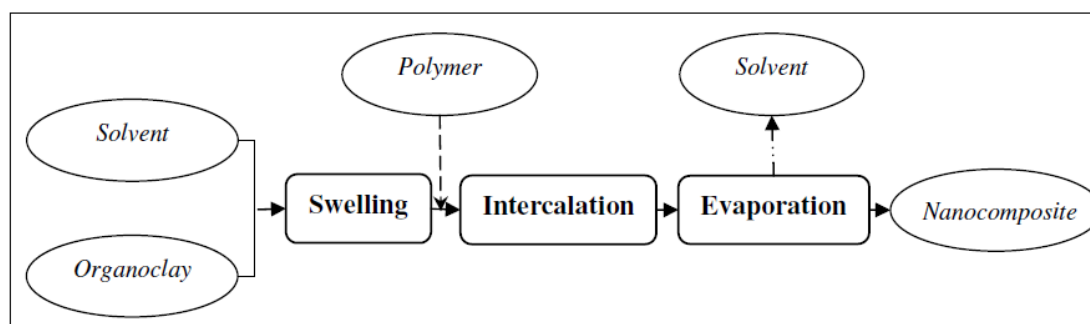 Polymer
Solvent
Solvent
Swelling
Intercalation
Evaporation
Nanocomposite
Organoclay